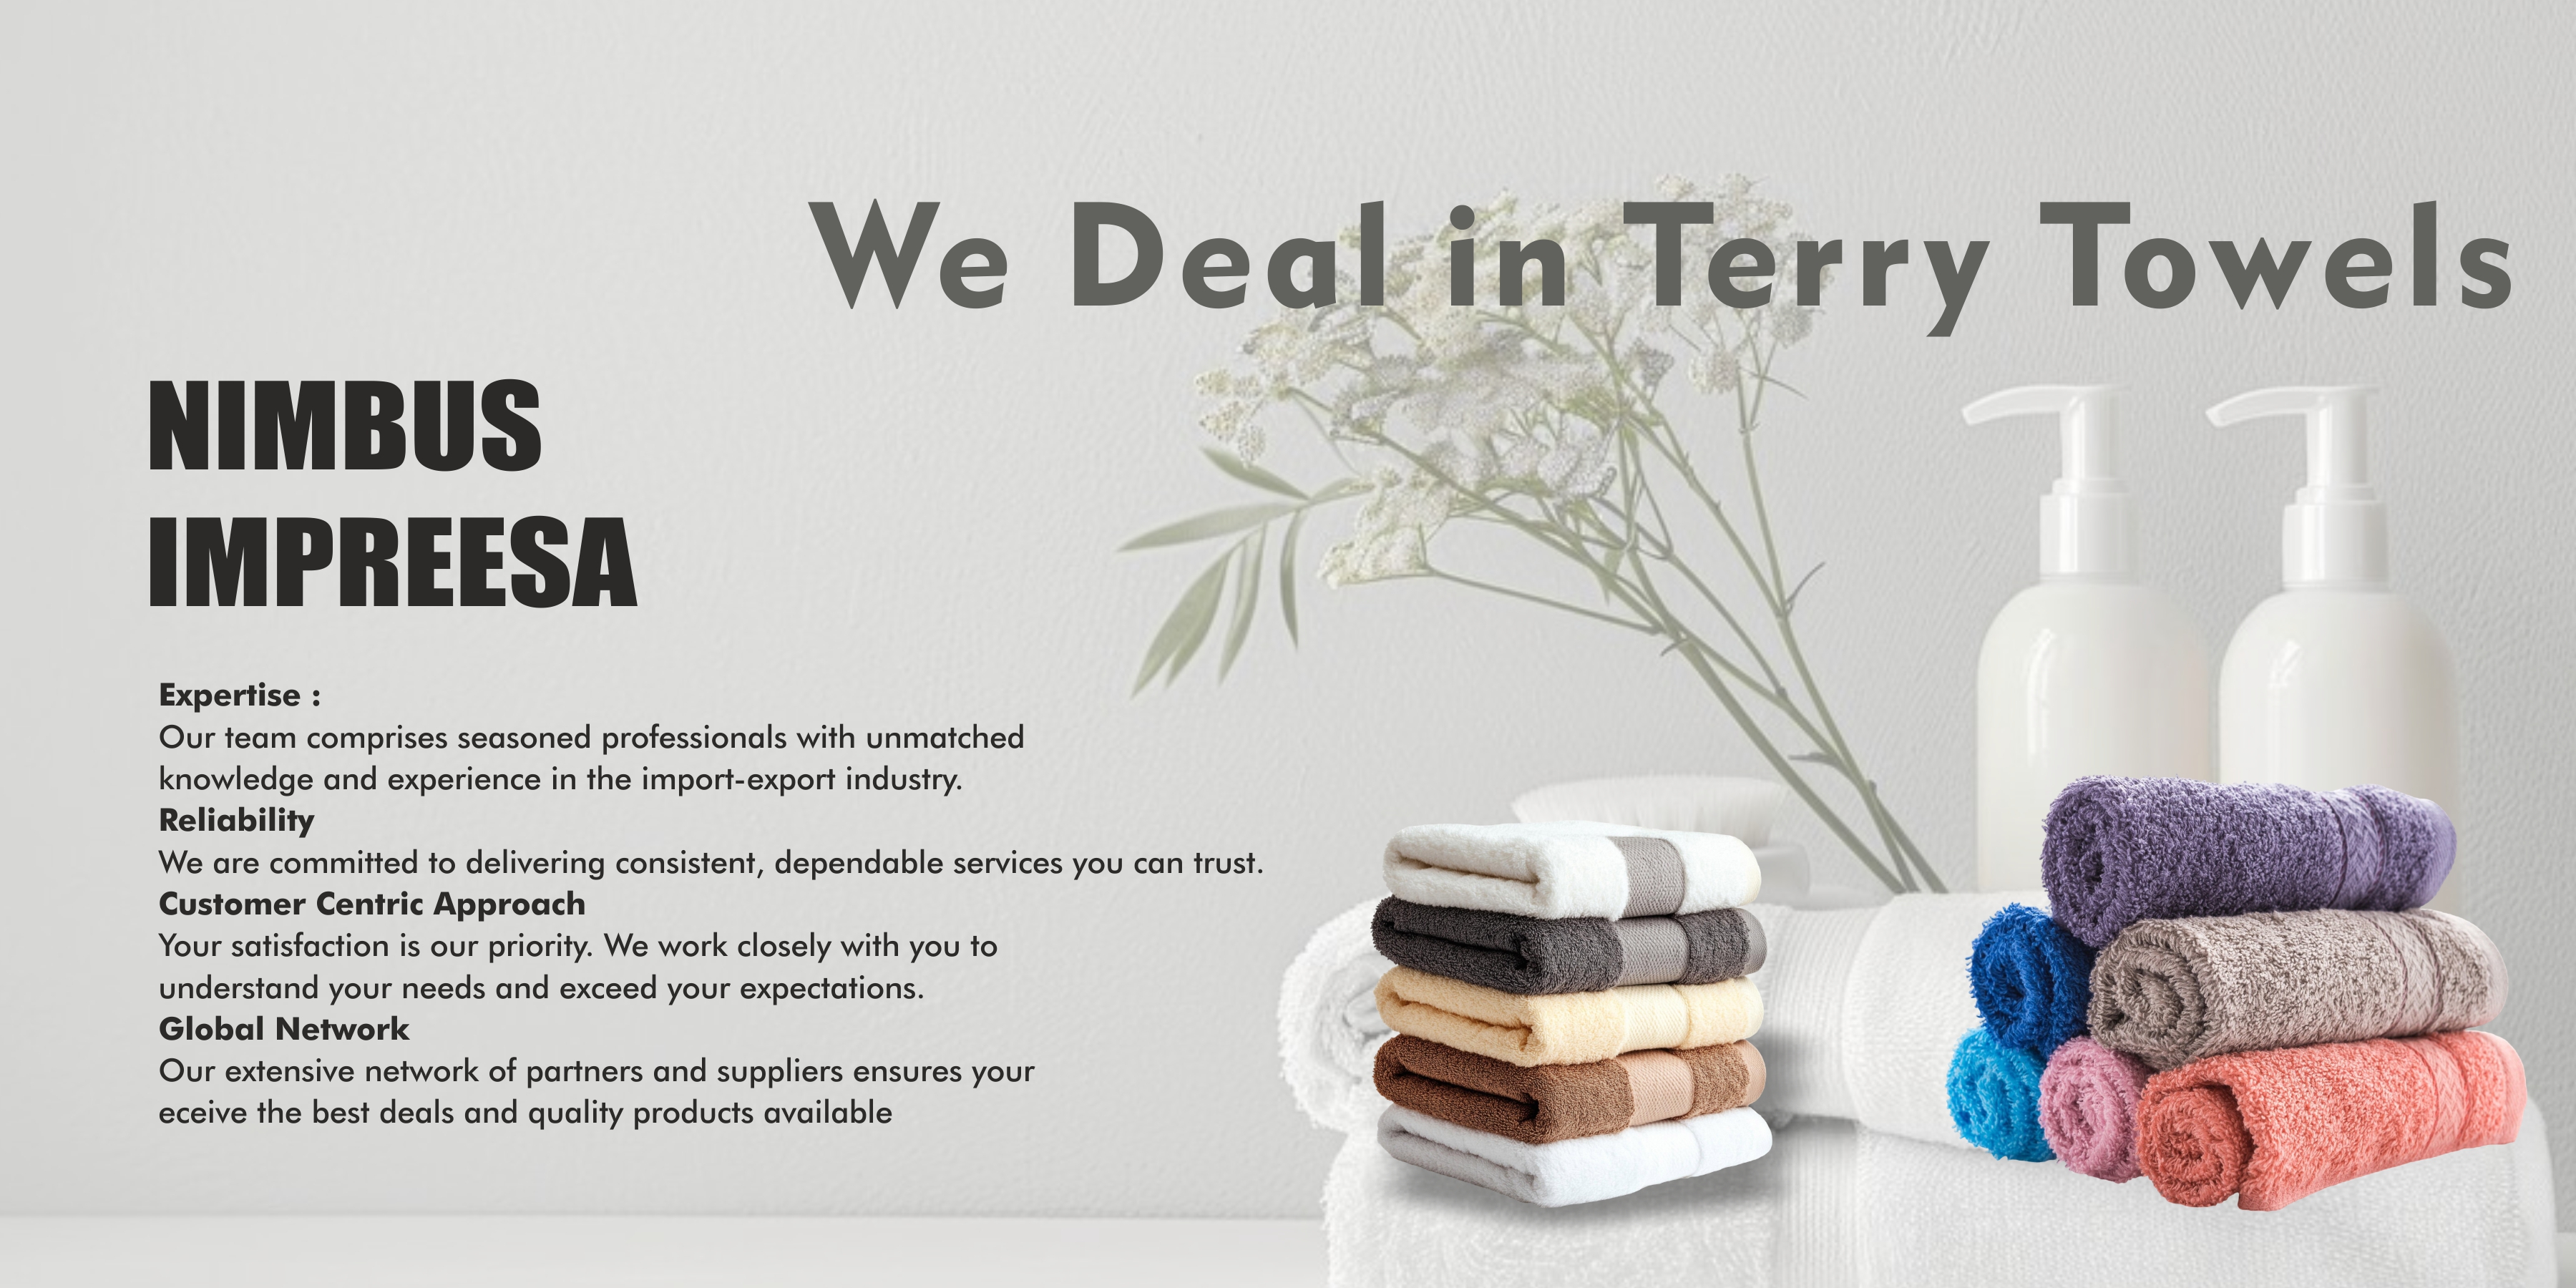 We Deal in Terry Towels
NIMBUS
IMPREESA
Expertise :
Our team comprises seasoned professionals with unmatched
knowledge and experience in the import-export industry.
Reliability
We are committed to delivering consistent, dependable services you can trust.
Customer Centric Approach
Your satisfaction is our priority. We work closely with you to
understand your needs and exceed your expectations.
Global Network
Our extensive network of partners and suppliers ensures your
eceive the best deals and quality products available